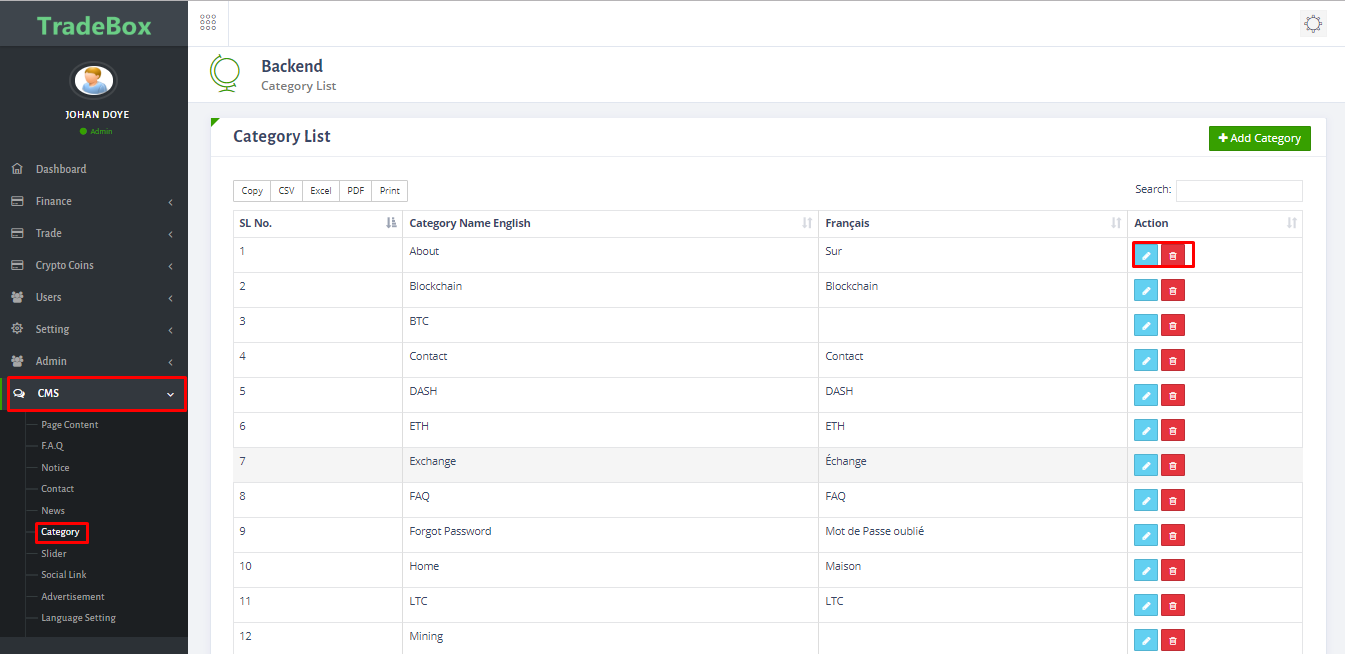 TradeBox
JOHAN DOYE
Admin
Dashboard
Finance
Trade
Crypto Coins
Users
Setting
Admin
CMS
Page Content
F.A.Q
Notice
Contact
News
Category
Slider
Social Link
Advertisement
Language Setting
Backend
Category List
Category List
Add Category
Copy CSV Excel PDF Print
Search:
SL No. Category Name English Français Action
1 About Sur
2 Blockchain Blockchain
3 BTC
4 Contact Contact
5 DASH DASH
6 ETH ETH
7 Exchange Échange
8 FAQ FAQ
9 Forgot Password Mot de Passe oublié
10 Home Maison
11 LTC LTC
12 Mining